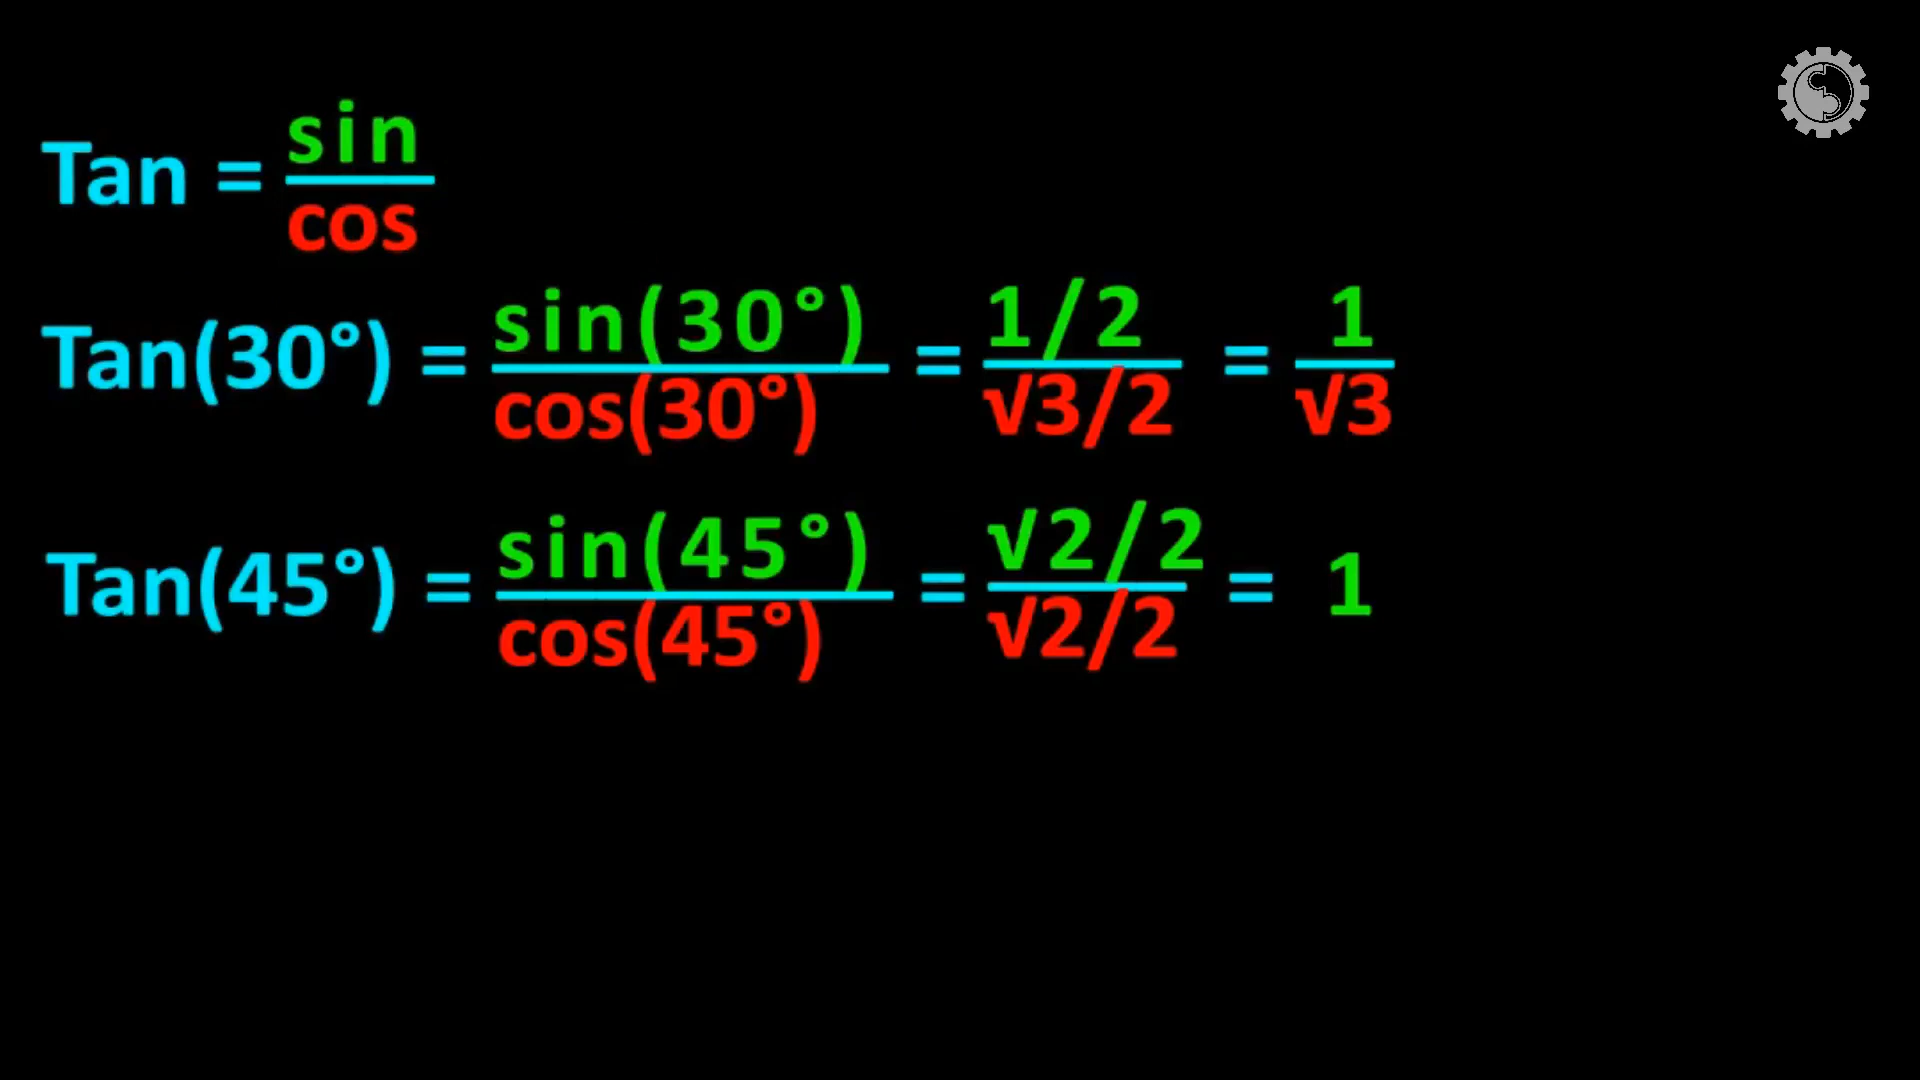 Tan = sin/cos
Tan(30°) = sin(30°)/cos(30°) = (1/2)/(√3/2) = 1/√3
Tan(45°) = sin(45°)/cos(45°) = (√2/2)/(√2/2) = 1